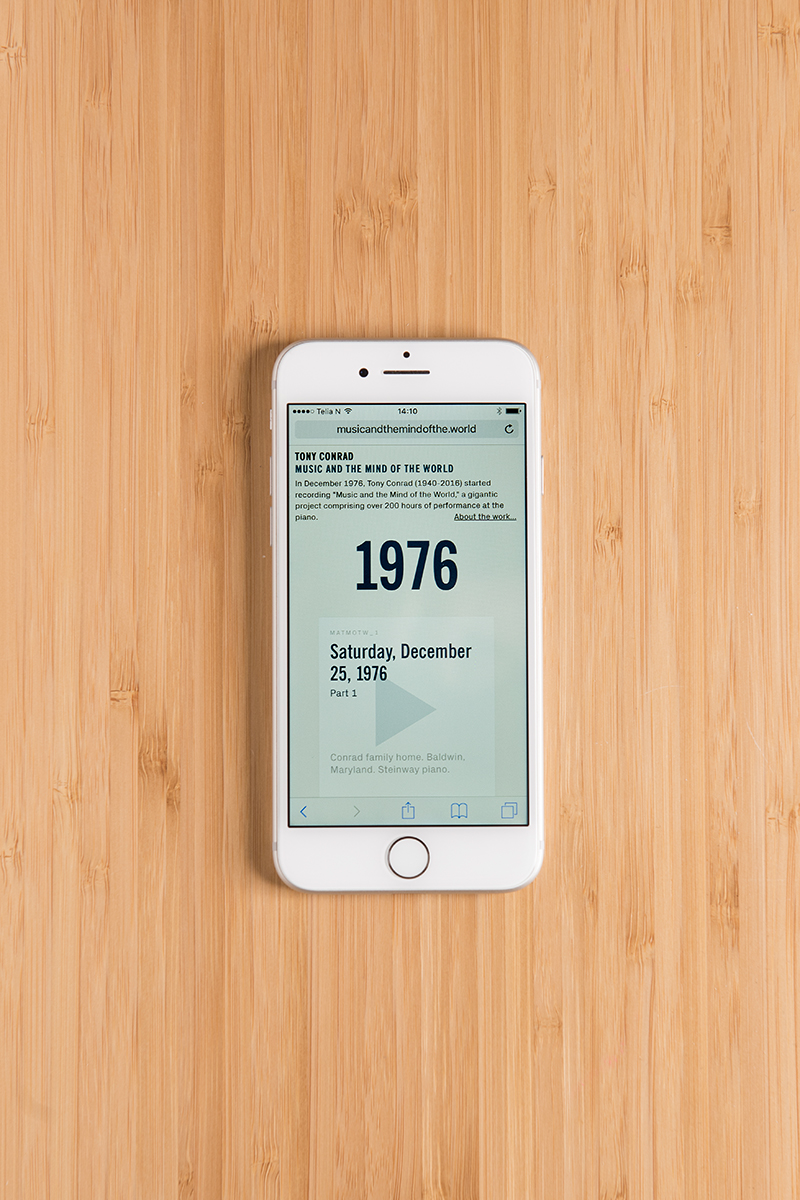 Telia N 14:10
musicandthemindofthe.world
TONY CONRAD
MUSIC AND THE MIND OF THE WORLD
In December 1976, Tony Conrad (1940-2016) started
recording "Music and the Mind of the World," a gigantic
project comprising over 200 hours of performance at the
piano. About the work...
1976
MATMOTW_1
Saturday, December
25, 1976
Part 1
Conrad family home. Baldwin,
Maryland. Steinway piano.